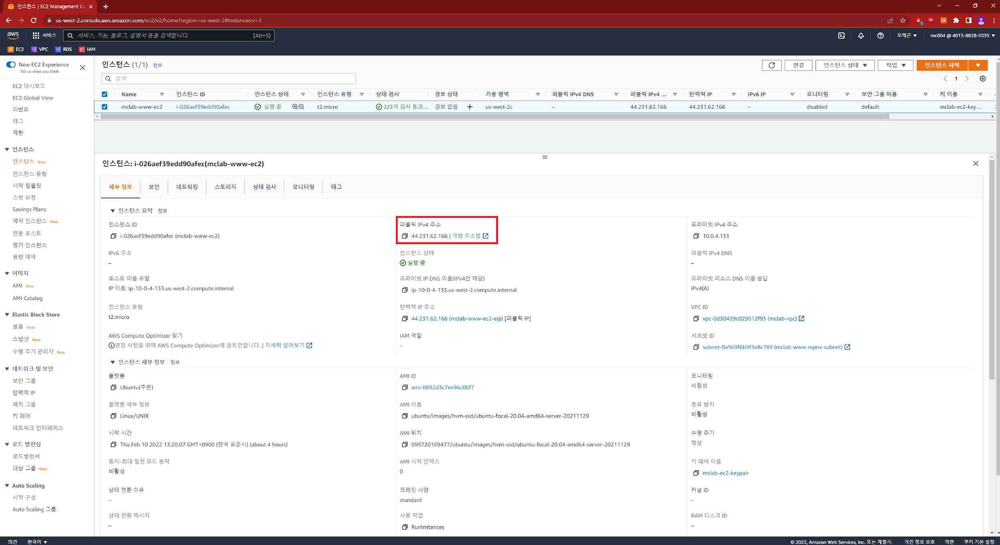 인스턴스 | EC2 Management Co
us-west-2.console.aws.amazon.com/ec2/v2/home?region=us-west-2#Instances:v=3
aws 서비스 서비스, 기능, 블로그, 설명서 등을 검색합니다. [Alt+S] 오레곤 ▼ mc004 @ 4013-8828-5035 ▼
EC2 VPC RDS IAM
New EC2 Experience
Tell us what you think
EC2 대시보드
EC2 Global View
이벤트
태그
제한
인스턴스
인스턴스 New
인스턴스 유형
시작 템플릿
스팟 요청
Savings Plans
예약 인스턴스 New
전용 호스트
정기 인스턴스
용량 예약
이미지
AMI New
AMI Catalog
Elastic Block Store
볼륨 New
스냅샷 New
수명 주기 관리자 New
네트워크 및 보안
보안 그룹
탄력적 IP
배치 그룹
키 페어
네트워크 인터페이스
로드 밸런싱
로드밸런서
대상 그룹 New
Auto Scaling
시작 구성
Auto Scaling 그룹
인스턴스 (1/1) 정보
연결 인스턴스 상태 ▼ 작업 ▼ 인스턴스 시작 ▼
검색
1
Name 인스턴스 ID 인스턴스 상태 인스턴스 유형 상태 검사 경보 상태 가용 영역 퍼블릭 IPv4 DNS 퍼블릭 IPv4 ... 탄력적 IP IPv6 IP 모니터링 보안 그룹 이름 키 이름
mclab-www-ec2 i-026aef39edd90afec 실행 중 t2.micro 2/2개 검사 통과... 경보 없음 + us-west-2c – 44.231.62.166 44.231.62.166 – disabled default mclab-ec2-key...
인스턴스: i-026aef39edd90afec(mclab-www-ec2)
세부 정보 보안 네트워킹 스토리지 상태 검사 모니터링 태그
인스턴스 요약 정보
인스턴스 ID 퍼블릭 IPv4 주소 프라이빗 IPv4 주소
i-026aef39edd90afec (mclab-www-ec2) 44.231.62.166 | 개방 주소법 10.0.4.133
IPv6 주소 인스턴스 상태 퍼블릭 IPv4 DNS
– 실행 중 –
호스트 이름 유형 프라이빗 IP DNS 이름(IPv4만 해당) 프라이빗 리소스 DNS 이름 응답
IP 이름: ip-10-0-4-133.us-west-2.compute.internal ip-10-0-4-133.us-west-2.compute.internal IPv4(A)
인스턴스 유형 탄력적 IP 주소 VPC ID
t2.micro 44.231.62.166 (mclab-www-ec2-eip) [퍼블릭 IP] vpc-0d30439c029012f93 (mclab-vpc)
AWS Compute Optimizer 찾기 IAM 역할 서브넷 ID
권장 사항을 위해 AWS Compute Optimizer에 옵트인합니다. | 자세히 알아보기 – subnet-0a969f6b9f3e8c789 (mclab-www-nginx-subnet)
인스턴스 세부 정보 정보
플랫폼 AMI ID 모니터링
Ubuntu(추론) ami-0892d3c7ee96c0bf7 비활성
플랫폼 세부 정보 AMI 이름 종료 방지
Linux/UNIX ubuntu/images/hvm-ssd/ubuntu-focal-20.04-amd64-server-20211129 비활성
시작 시간 AMI 위치 수명 주기
Thu Feb 10 2022 13:20:07 GMT+0900 (한국 표준시) (about 4 hours) 099720109477/ubuntu/images/hvm-ssd/ubuntu-focal-20.04-amd64-server-20211129 정상
중지-최대 절전 모드 동작 AMI 시작 인덱스 키 페어 이름
비활성 0 mclab-ec2-keypair
상태 전환 이유 크레딧 사양 커널 ID
– standard –
상태 전환 메시지 사용 작업 RAM 디스크 ID
– RunInstances –
의견 한국어 ▼ © 2022, Amazon Web Services, Inc. 또는 계열사. 개인 정보 보호 약관 쿠키 기본 설정